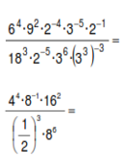 6⁴·9²·2⁻⁴·3⁻⁵·2⁻¹
18³·2⁻⁵·3⁶·(3³)⁻³ =
4⁴·8⁻¹·16²
(1/2)³·8⁶ =